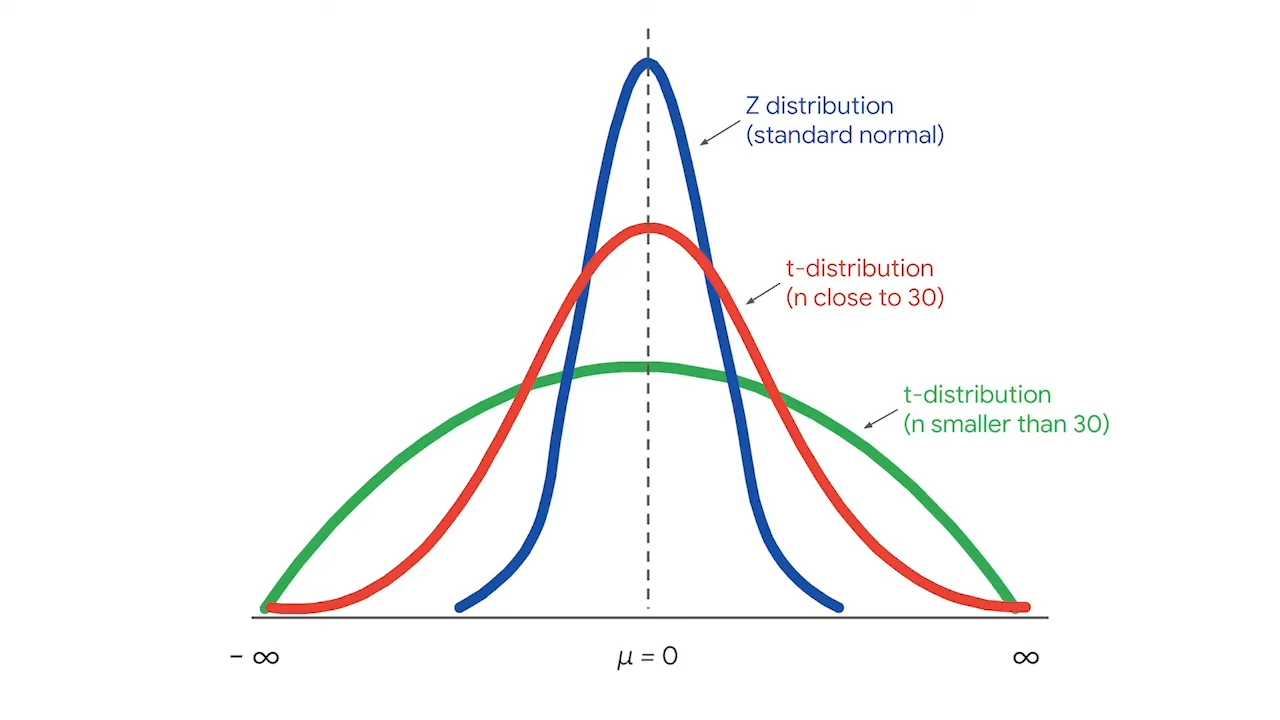 Z distribution
(standard normal)
t-distribution
(n close to 30)
t-distribution
(n smaller than 30)
- ∞
μ = 0
∞